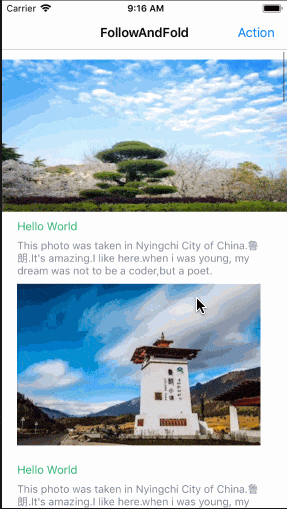 Carrier 9:16 AM
FollowAndFold Action
Hello World
This photo was taken in Nyingchi City of China.鲁
朗.It's amazing.I like here.when i was young, my
dream was not to be a coder,but a poet.
Hello World
This photo was taken in Nyingchi City of China.鲁
朗.It's amazing.I like here.when i was young, my